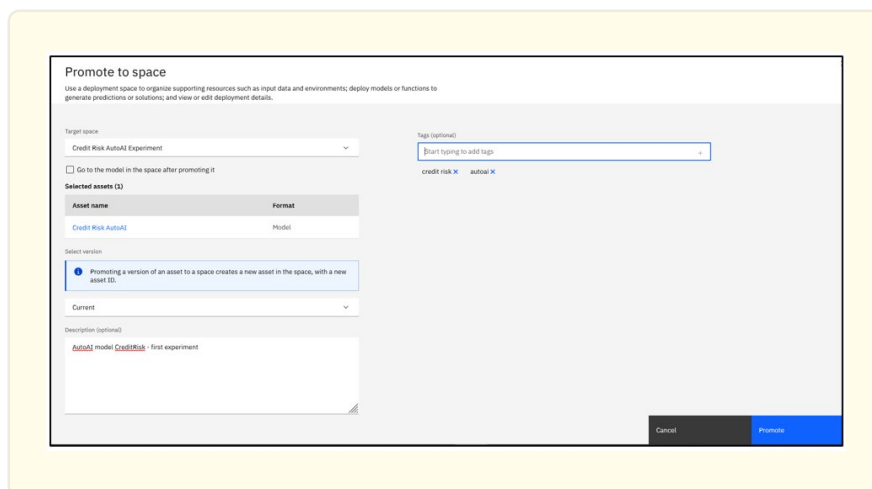 Promote to space
Use a deployment space to organize supporting resources such as input data and environments; deploy models or functions to
generate predictions or solutions; and view or edit deployment details.
Target space
Credit Risk AutoAI Experiment
Go to the model in the space after promoting it
Selected assets (1)
Asset name Format
Credit Risk AutoAI Model
Select version
Promoting a version of an asset to a space creates a new asset in the space, with a new
asset ID.
Current
Description (optional)
AutoAI model CreditRisk - first experiment
Tags (optional)
Start typing to add tags
credit risk × autoai ×
Cancel Promote